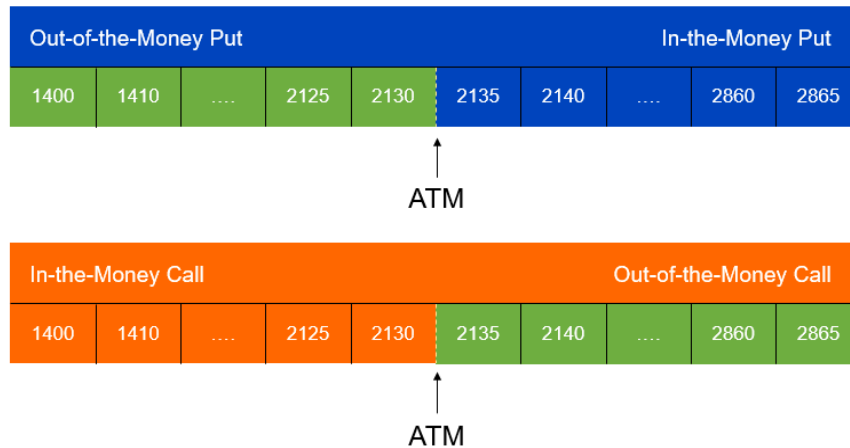 Out-of-the-Money Put In-the-Money Put
1400 1410 .... 2125 2130 2135 2140 .... 2860 2865
ATM
In-the-Money Call Out-of-the-Money Call
1400 1410 .... 2125 2130 2135 2140 .... 2860 2865
ATM